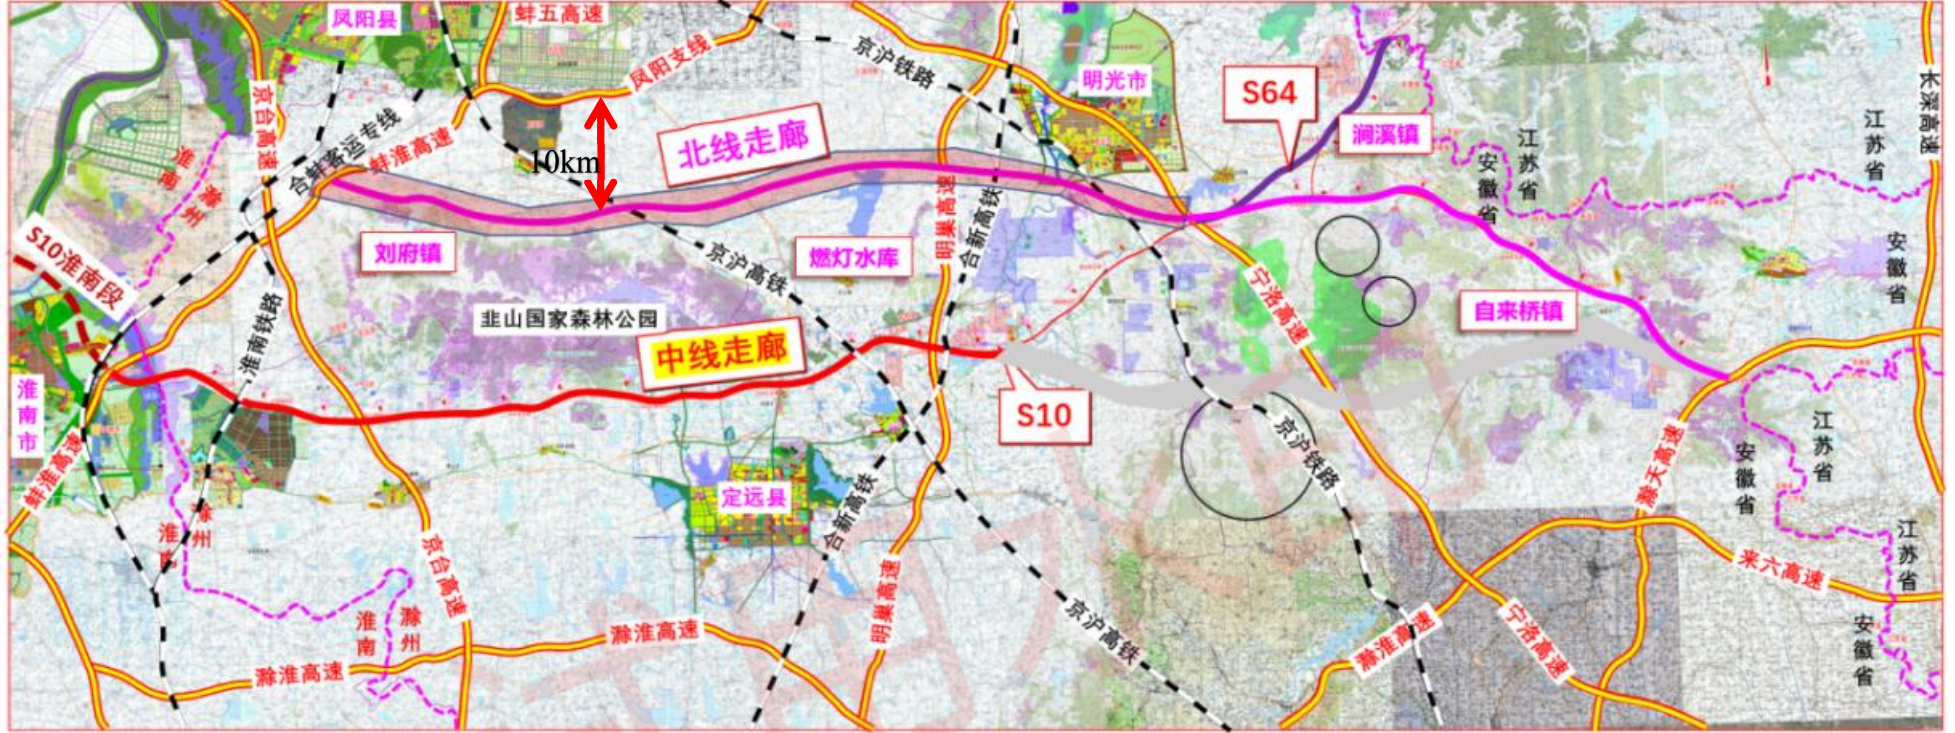 凤阳县
蚌五高速
凤阳支线
京沪铁路
明光市
S64
涧溪镇
江苏省
安徽省
江苏省
长深高速
京台高速
合蚌客运专线
蚌淮高速
10km
北线走廊
淮南
滁州
S10淮南段
刘府镇
京沪高铁
燃灯水库
明巢高速
合新高铁
宁洛高速
自来桥镇
安徽省
韭山国家森林公园
中线走廊
淮南铁路
S10
淮南市
蚌淮高速
定远县
合新高铁
京沪铁路
滁天高速
安徽省
江苏省
滁州
京台高速
明巢高速
来六高速
江苏省
淮南
滁州
滁淮高速
滁淮高速
京沪高铁
滁淮高速
宁洛高速
安徽省